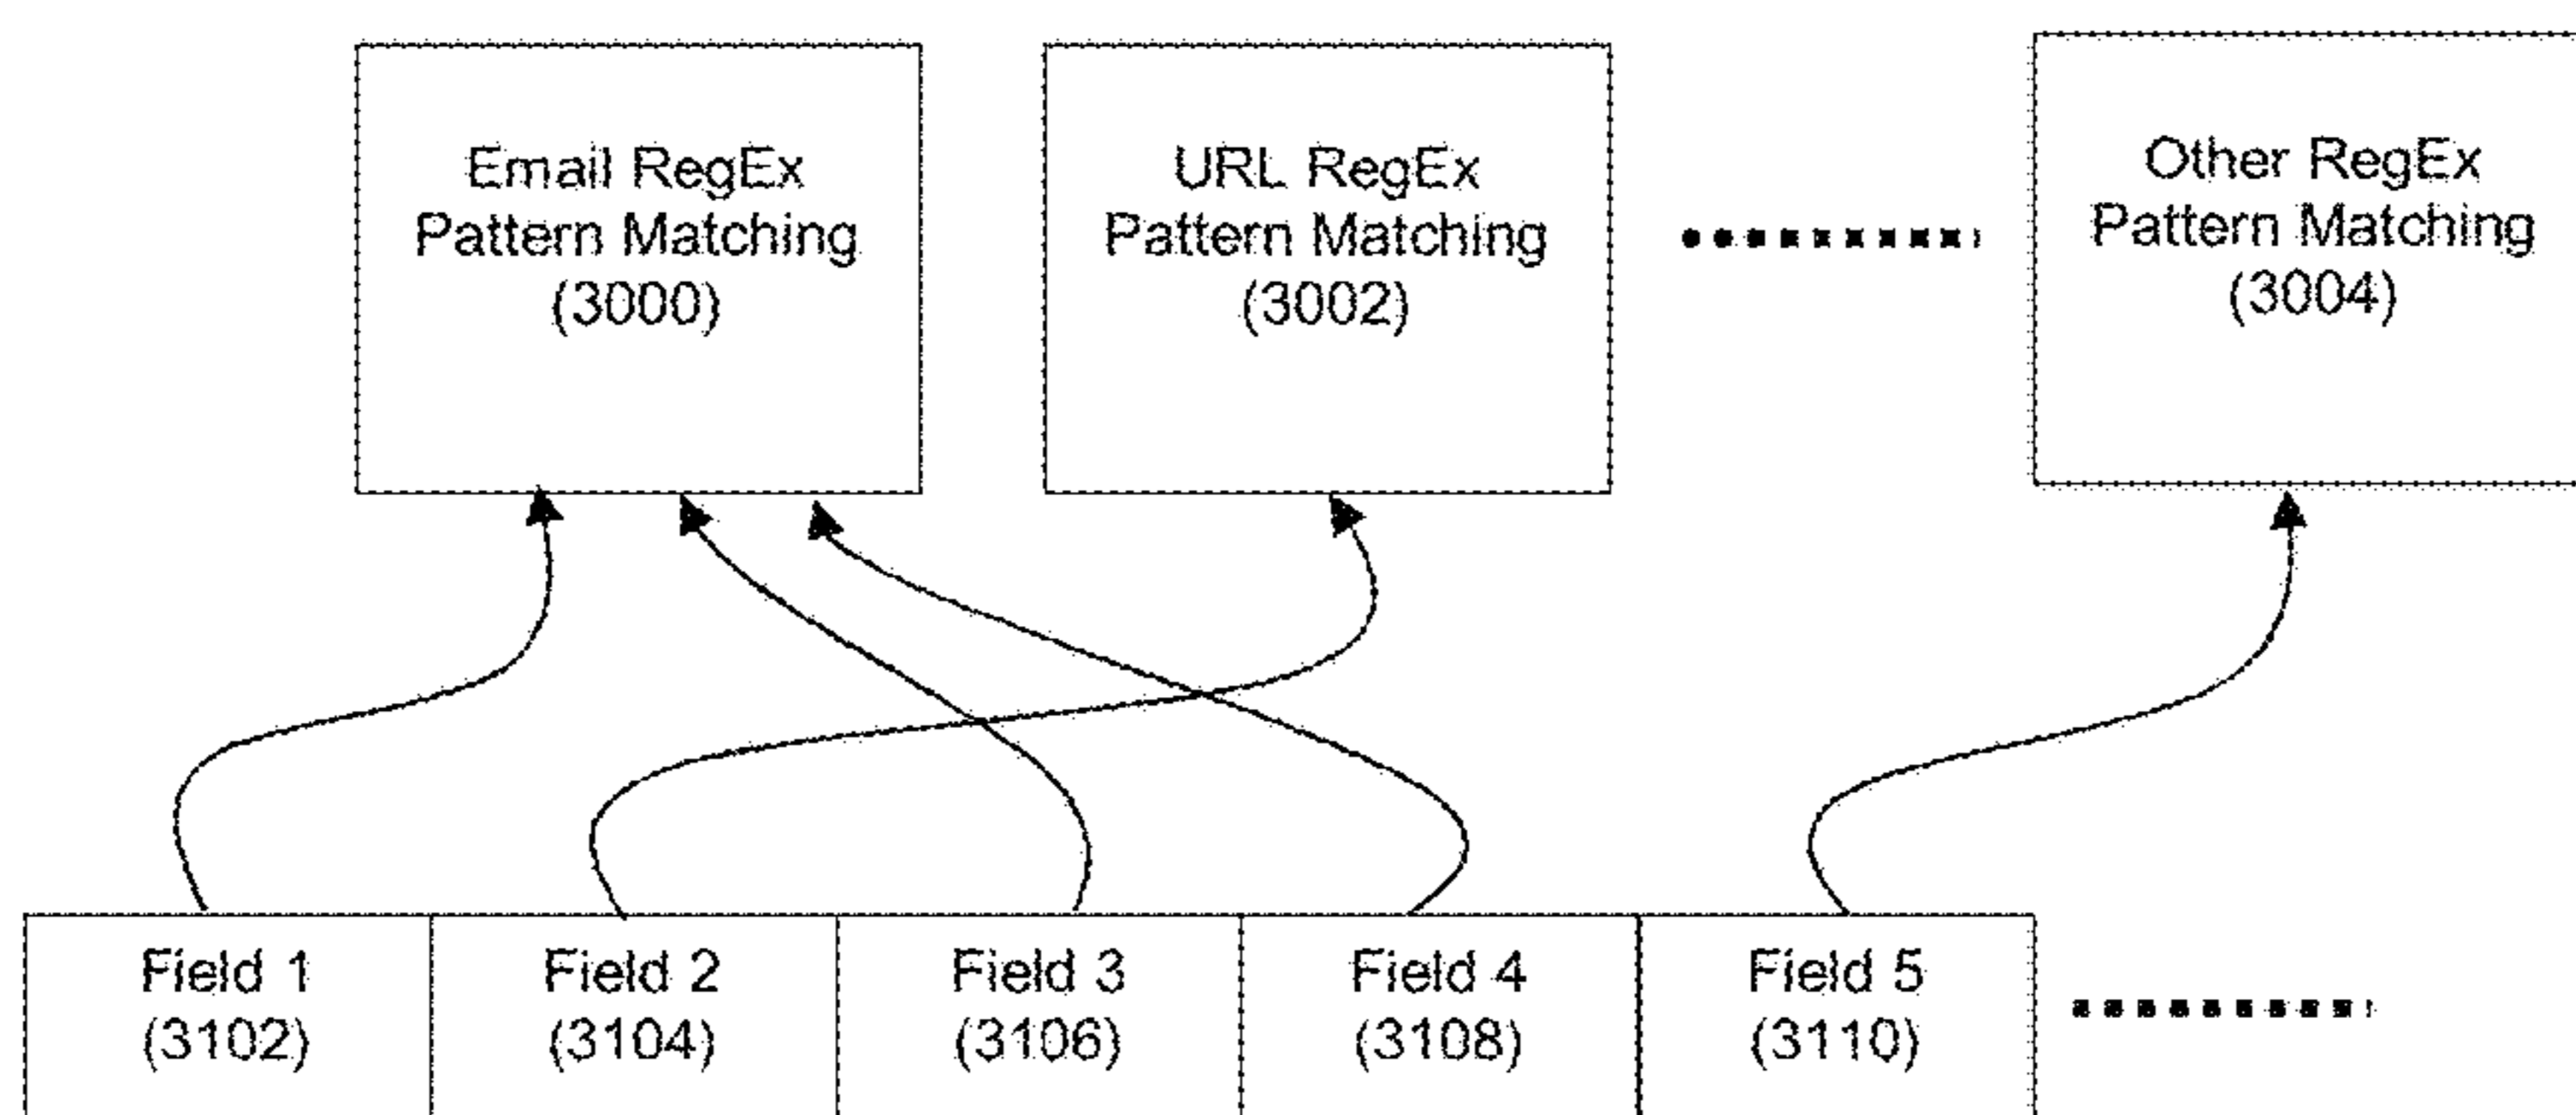 Email RegEx
Pattern Matching
(3000)
URL RegEx
Pattern Matching
(3002)
Other RegEx
Pattern Matching
(3004)
Field 1
(3102)
Field 2
(3104)
Field 3
(3106)
Field 4
(3108)
Field 5
(3110)